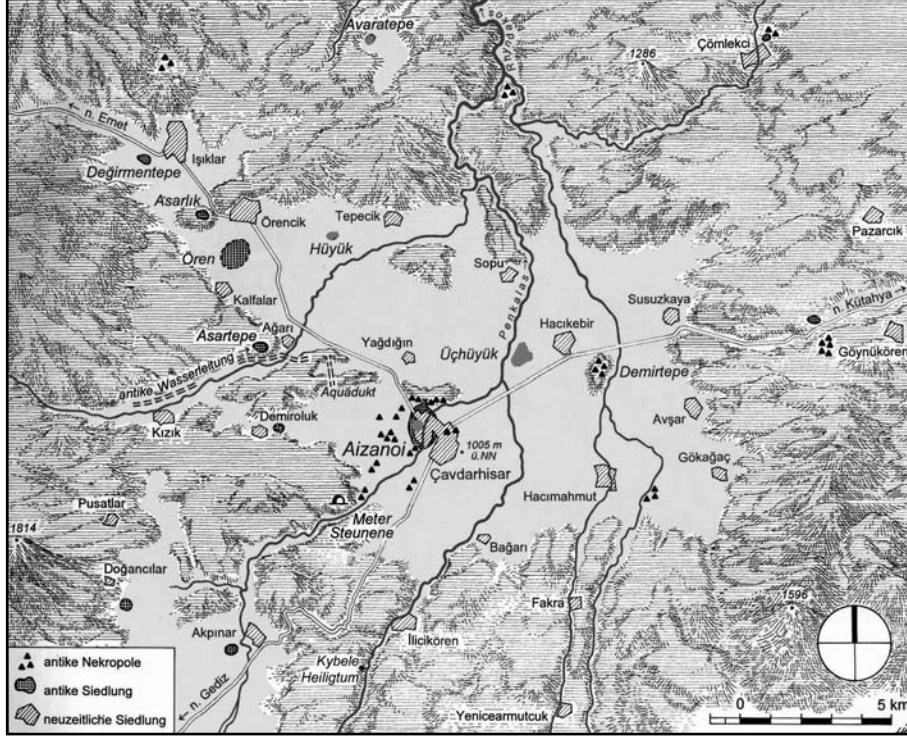 Avaratepe
Rhyndakos
Çömlekci
1286
n. Emet
Işıklar
Değirmentepe
Asarlık
Örencik
Tepecik
Hüyük
Pazarcık
Ören
Sopu
Kalfalar
Penkalas
Susuzkaya
n. Kütahya
Asartepe
Ağarı
Yağdığın
Üçhüyük
Hacıkebir
Göynükören
antike Wasserleitung
Aquädukt
Demirtepe
Kızık
Demiroluk
Aizanoi
1005 m
ü.NN
Avşar
Çavdarhisar
Gökağaç
Pusatlar
Hacımahmut
1814
Meter
Steunene
Bağarı
Doğancılar
Fakra
1596
Akpınar
İlicikören
Kybele
Heiligtum
n. Gediz
Yenicearmutcuk
antike Nekropole
antike Siedlung
neuzeitliche Siedlung
0 5 km